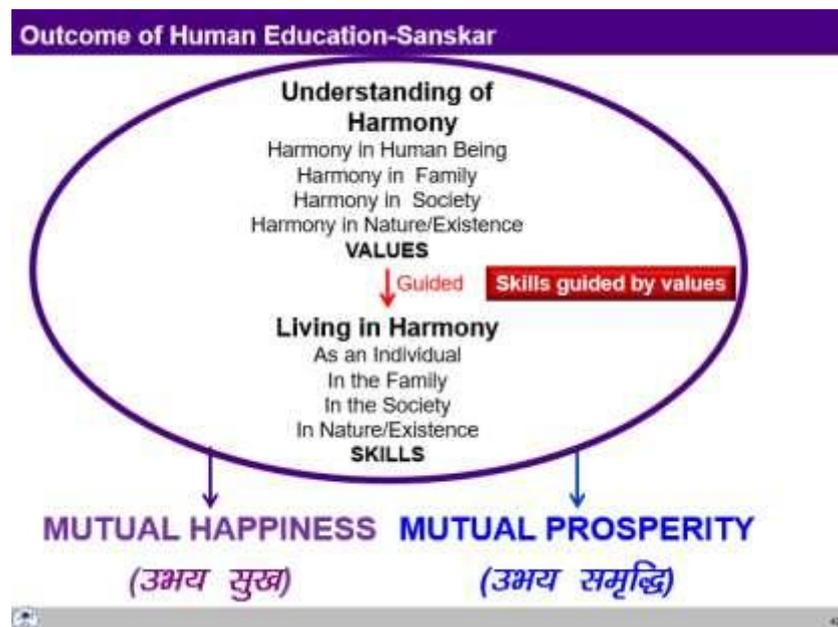 Outcome of Human Education-Sanskar
Understanding of
Harmony
Harmony in Human Being
Harmony in Family
Harmony in Society
Harmony in Nature/Existence
VALUES
Guided
Skills guided by values
Living in Harmony
As an Individual
In the Family
In the Society
In Nature/Existence
SKILLS
MUTUAL HAPPINESS MUTUAL PROSPERITY
(उभय सुख) (उभय समृद्धि)